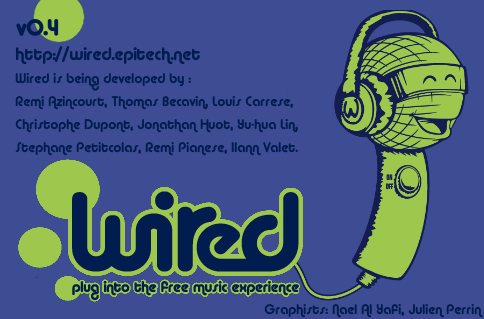 v0.4
http://wired.epitech.net
Wired is being developed by :
Remi Azincourt, Thomas Becavin, Louis Carrese,
Christophe Dupont, Jonathan Huot, Yu-hua Lin,
Stephane Petitcolas, Remi Pianese, Ilann Valet.
W
ON
OFF
wired
plug into the free music experience
Graphists: Nael Al Yafi, Julien Perrin